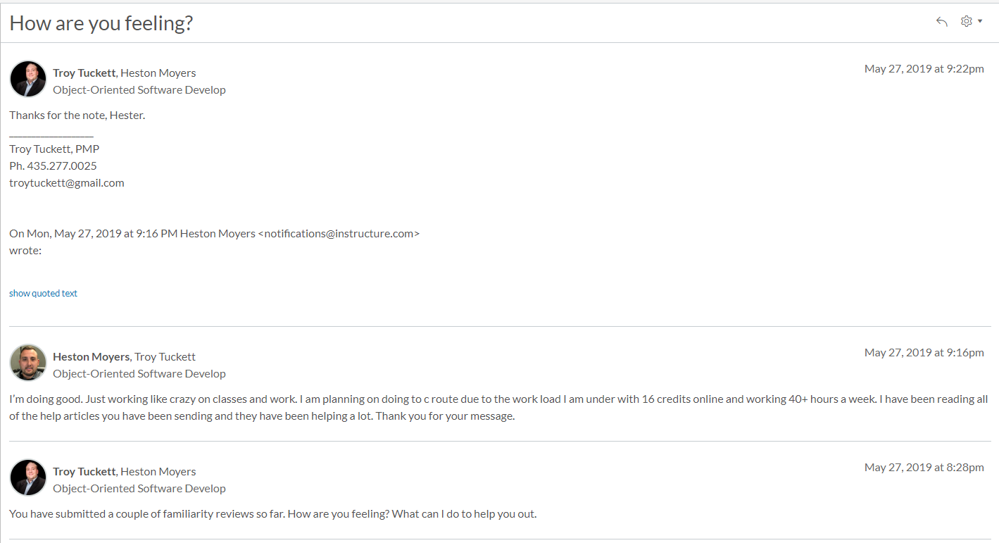 How are you feeling?
Troy Tuckett, Heston Moyers
May 27, 2019 at 9:22pm
Object-Oriented Software Develop
Thanks for the note, Hester.
____________________
Troy Tuckett, PMP
Ph. 435.277.0025
troytuckett@gmail.com
On Mon, May 27, 2019 at 9:16 PM Heston Moyers <notifications@instructure.com>
wrote:
show quoted text
Heston Moyers, Troy Tuckett
May 27, 2019 at 9:16pm
Object-Oriented Software Develop
I'm doing good. Just working like crazy on classes and work. I am planning on doing to c route due to the work load I am under with 16 credits online and working 40+ hours a week. I have been reading all
of the help articles you have been sending and they have been helping a lot. Thank you for your message.
Troy Tuckett, Heston Moyers
May 27, 2019 at 8:28pm
Object-Oriented Software Develop
You have submitted a couple of familiarity reviews so far. How are you feeling? What can I do to help you out.